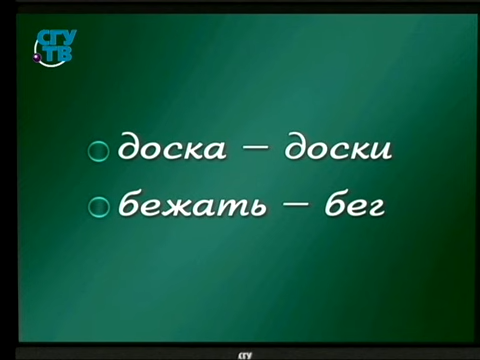 СГУ
ТВ
доска – доски
бежать – бег
СГУ